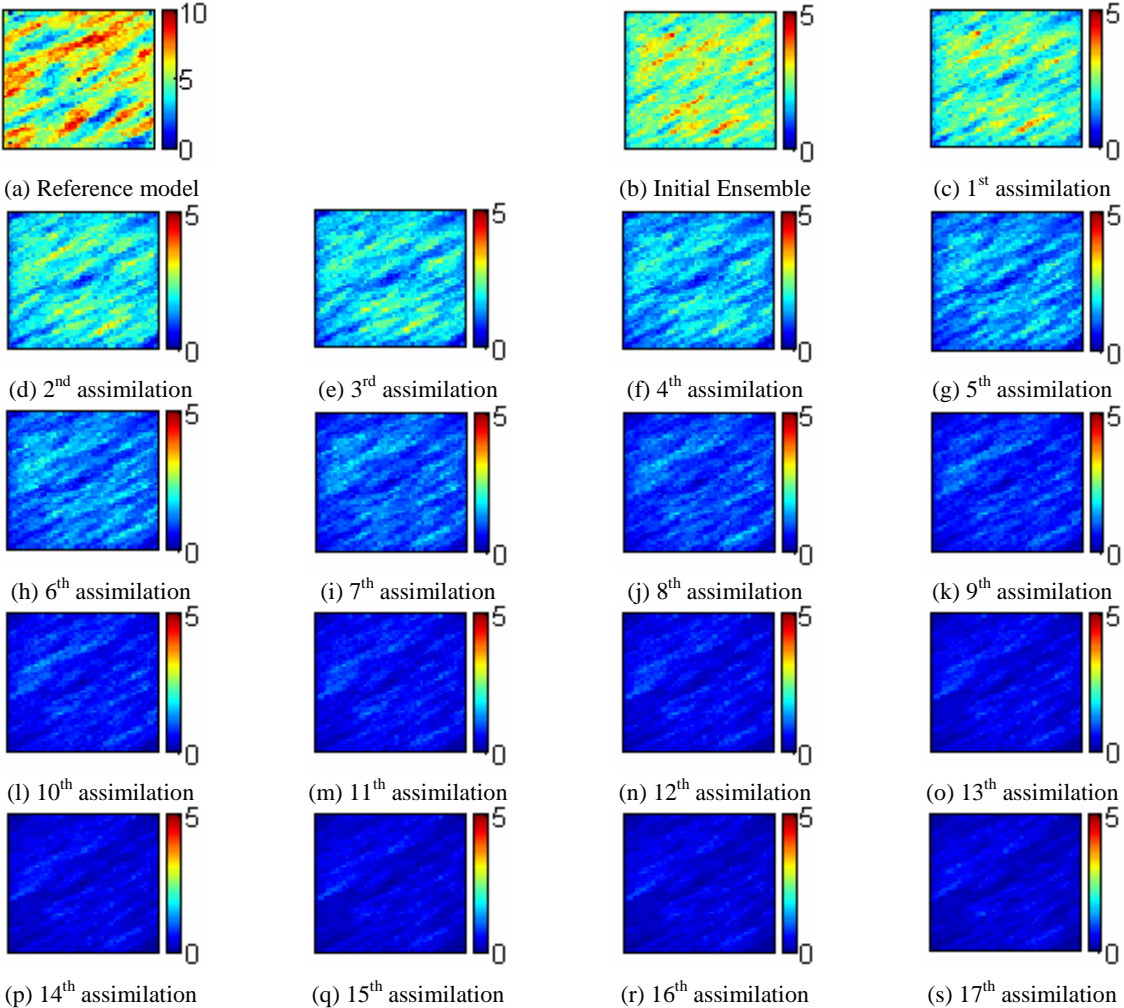 10
5
0
5
0
5
0
(a) Reference model
(b) Initial Ensemble
(c) 1st assimilation
5
0
5
0
5
0
5
0
(d) 2nd assimilation
(e) 3rd assimilation
(f) 4th assimilation
(g) 5th assimilation
5
0
5
0
5
0
5
0
(h) 6th assimilation
(i) 7th assimilation
(j) 8th assimilation
(k) 9th assimilation
5
0
5
0
5
0
5
0
(l) 10th assimilation
(m) 11th assimilation
(n) 12th assimilation
(o) 13th assimilation
5
0
5
0
5
0
5
0
(p) 14th assimilation
(q) 15th assimilation
(r) 16th assimilation
(s) 17th assimilation